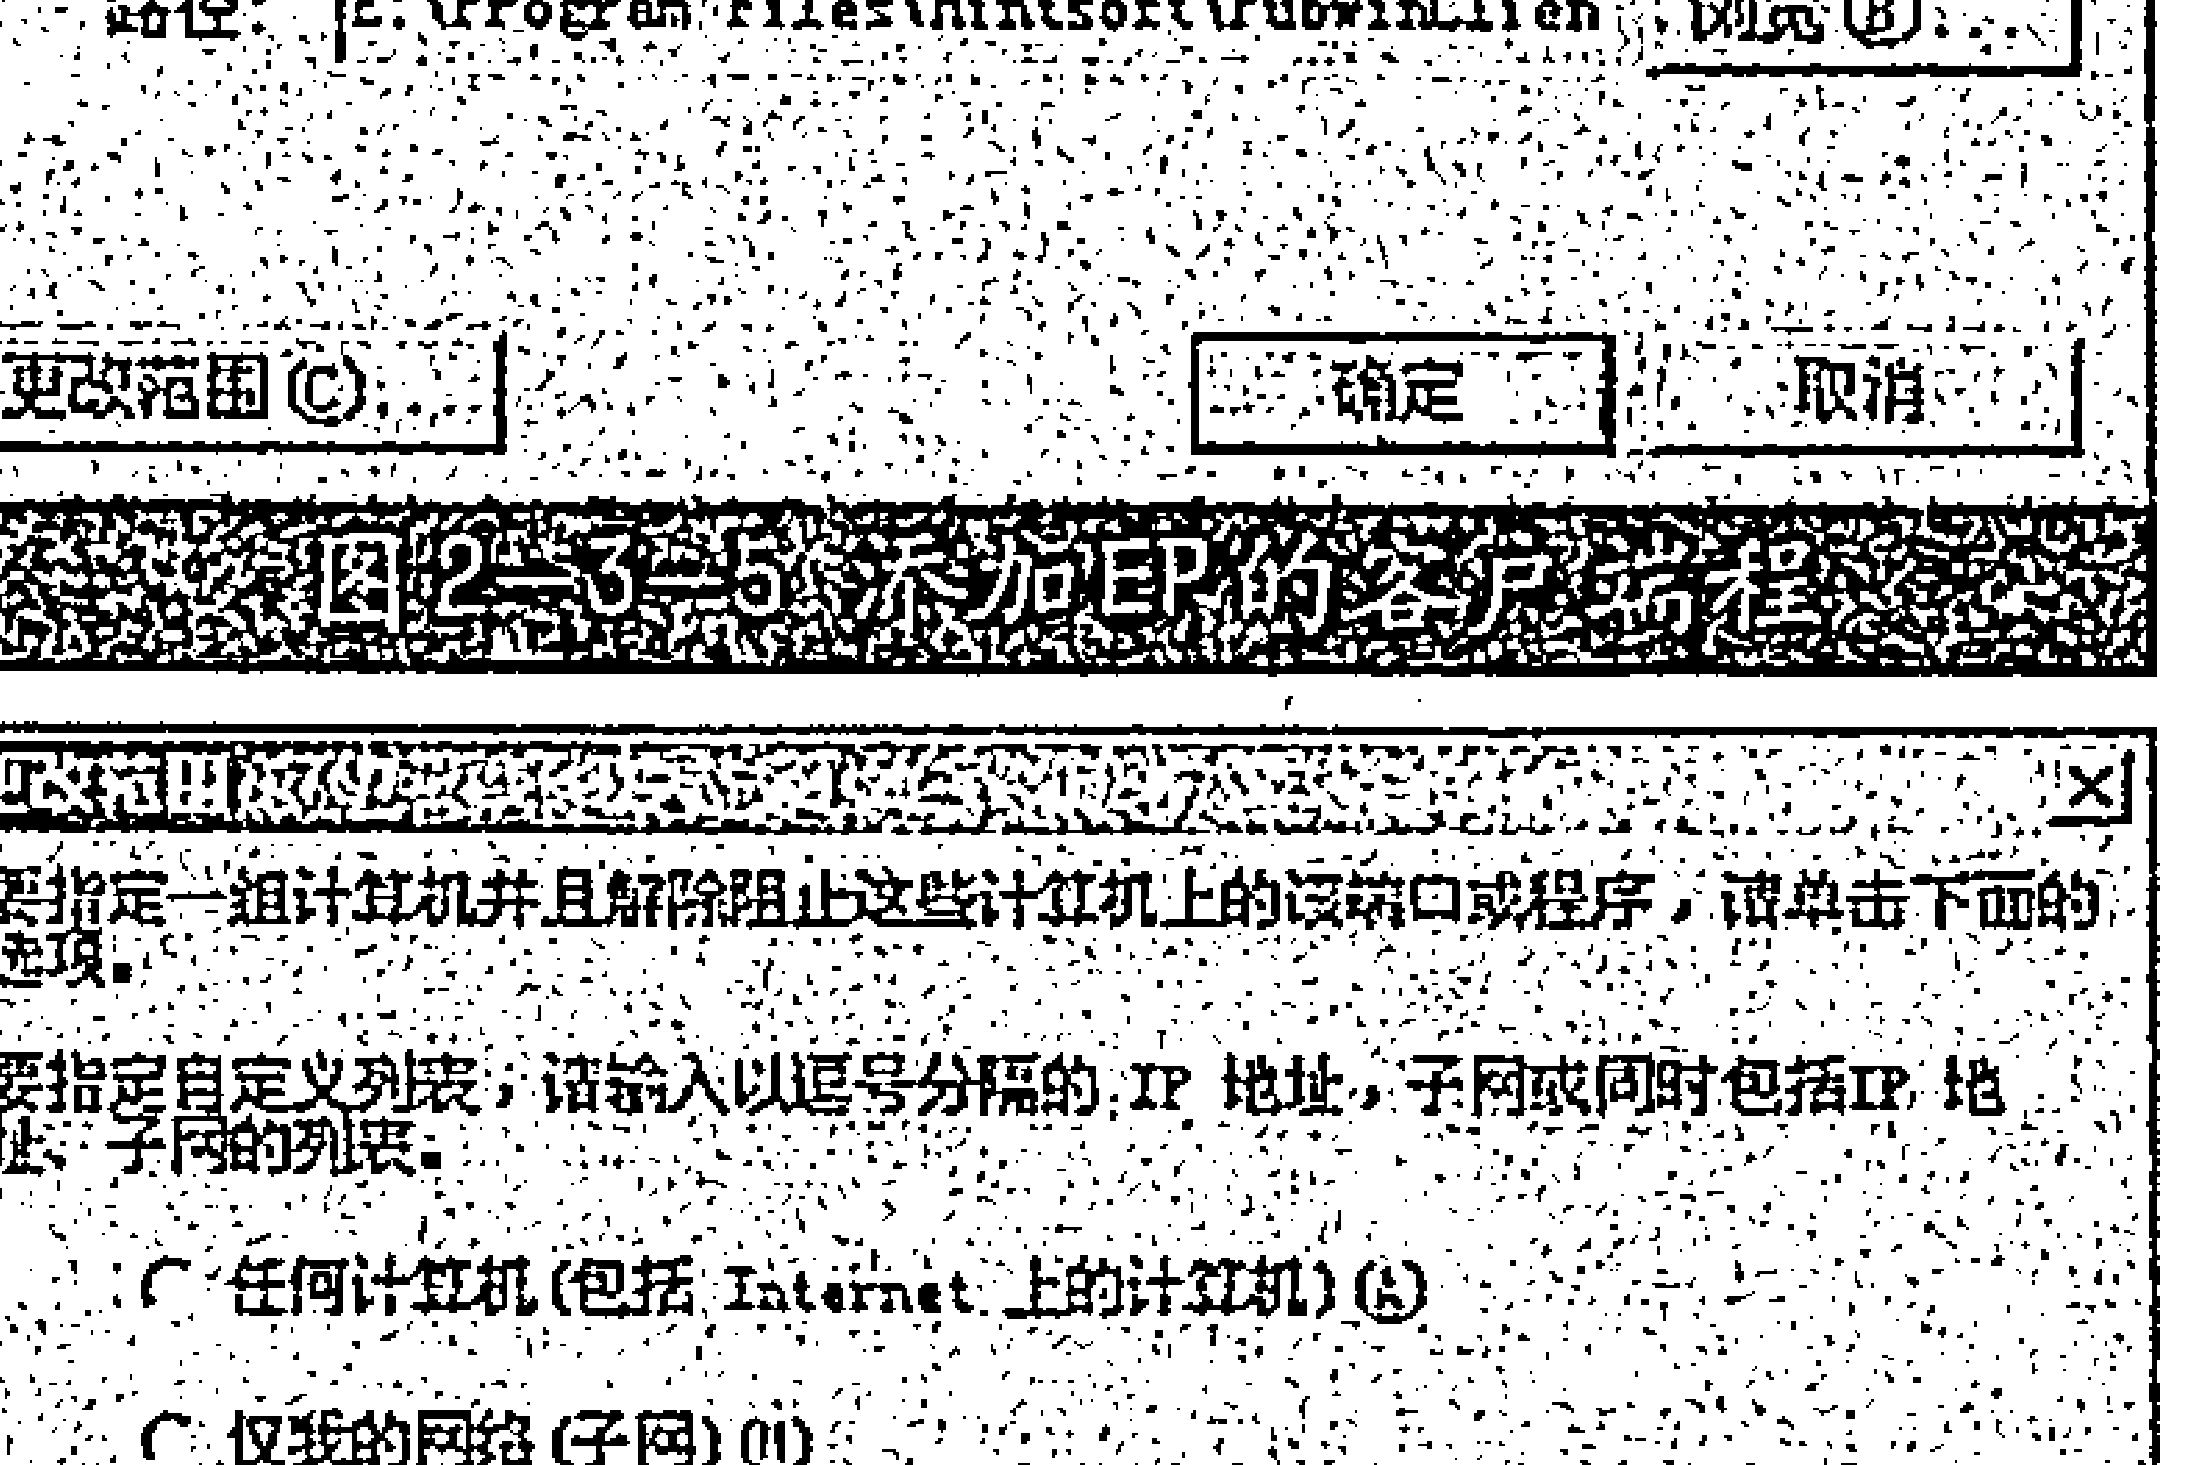 路径: C:\Program Files\Hintsoft\PubwinClien 浏览(B)...
更改范围(C)... 确定 取消
图2-3-5 添加EP的客户端程
更改范围
要指定一组计算机并且解除阻止这些计算机上的该端口或程序，请单击下面的
选项。
要指定自定义列表，请输入以逗号分隔的 IP 地址，子网或同时包括IP 地
址、子网的列表。
任何计算机(包括 Internet 上的计算机)(A)
仅我的网络(子网)(M)